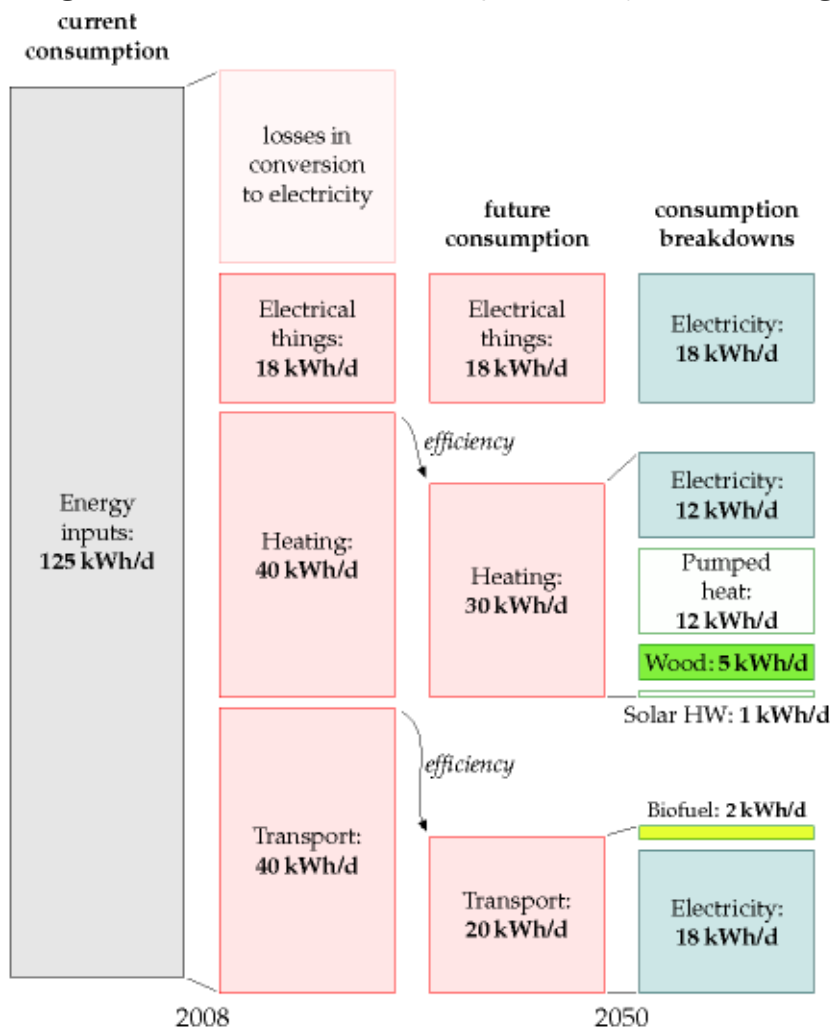 current
consumption
losses in
conversion
to electricity
future
consumption
consumption
breakdowns
Electrical
things:
18 kWh/d
Electrical
things:
18 kWh/d
Electricity:
18 kWh/d
efficiency
Energy
inputs:
125 kWh/d
Heating:
40 kWh/d
Heating:
30 kWh/d
Electricity:
12 kWh/d
Pumped
heat:
12 kWh/d
Wood: 5 kWh/d
Solar HW: 1 kWh/d
efficiency
Transport:
40 kWh/d
Transport:
20 kWh/d
Biofuel: 2 kWh/d
Electricity:
18 kWh/d
2008
2050